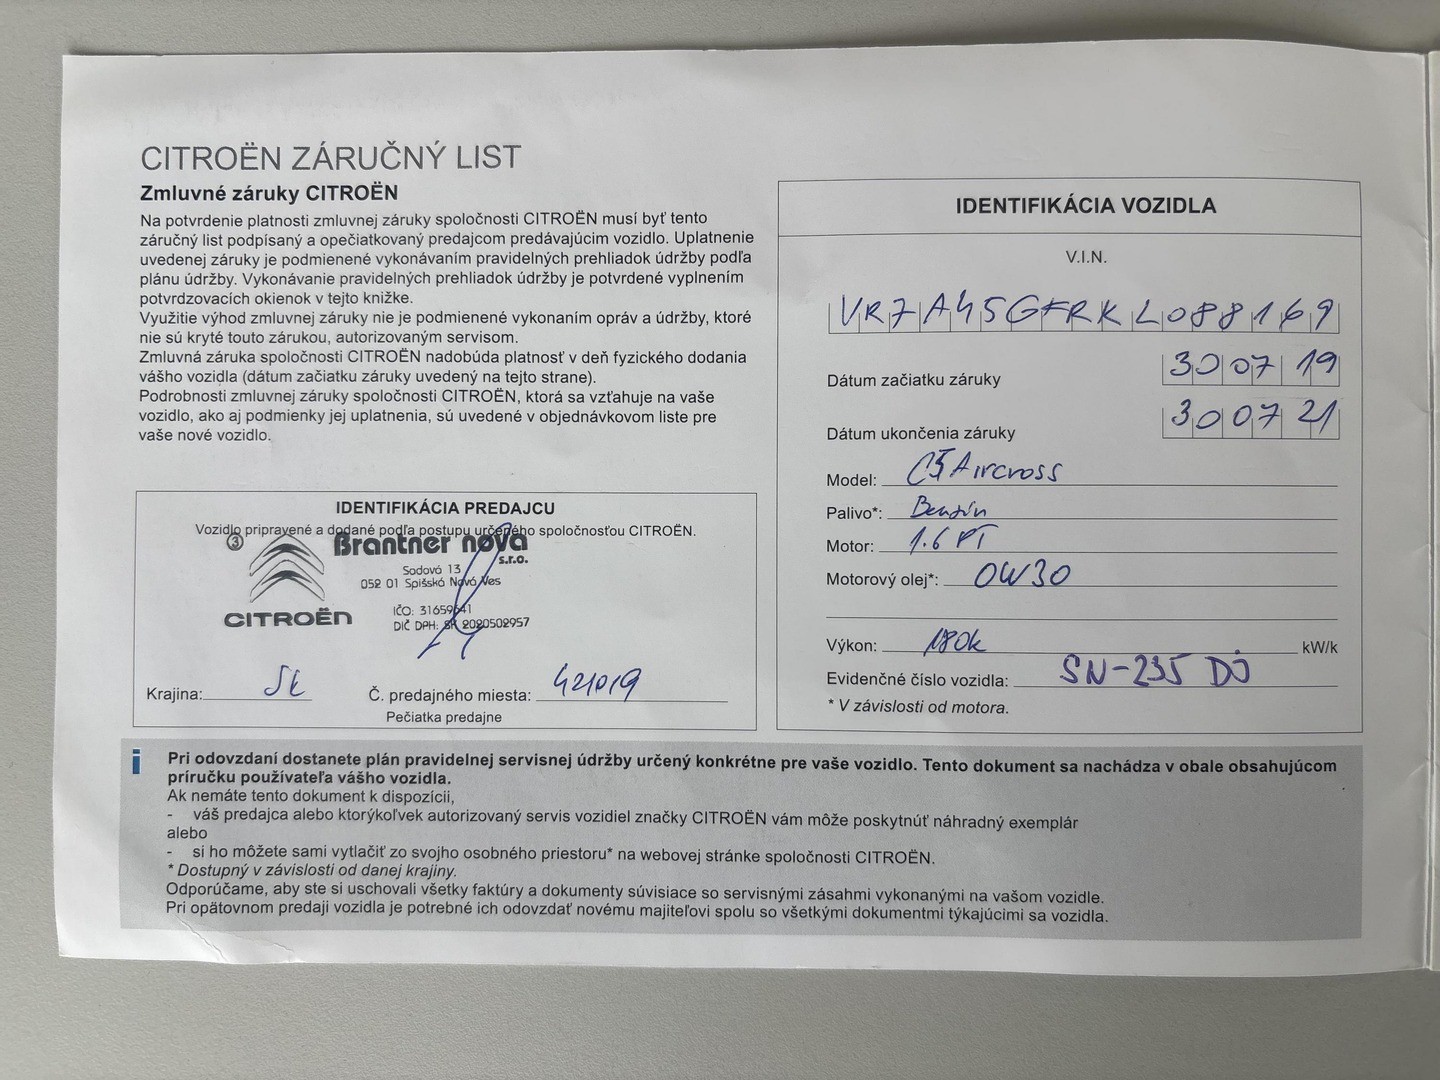 CITROËN ZÁRUČNÝ LIST
Zmluvné záruky CITROËN
Na potvrdenie platnosti zmluvnej záruky spoločnosti CITROËN musí byť tento
záručný list podpísaný a opečiatkovaný predajcom predávajúcim vozidlo. Uplatnenie
uvedenej záruky je podmienené vykonávaním pravidelných prehliadok údržby podľa
plánu údržby. Vykonávanie pravidelných prehliadok údržby je potvrdené vyplnením
potvrdzovacích okienok v tejto knižke.
Využitie výhod zmluvnej záruky nie je podmienené vykonaním opráv a údržby, ktoré
nie sú kryté touto zárukou, autorizovaným servisom.
Zmluvná záruka spoločnosti CITROËN nadobúda platnosť v deň fyzického dodania
vášho vozidla (dátum začiatku záruky uvedený na tejto strane).
Podrobnosti zmluvnej záruky spoločnosti CITROËN, ktorá sa vzťahuje na vaše
vozidlo, ako aj podmienky jej uplatnenia, sú uvedené v objednávkovom liste pre
vaše nové vozidlo.
IDENTIFIKÁCIA PREDAJCU
Vozidlo pripravené a dodané podľa postupu určeného spoločnosťou CITROËN.
3 Brantner nova
s.r.o.
Sadová 13
052 01 Spišská Nová Ves
CITROËN
IČO: 31659641
DIČ DPH: SK 2020502957
Krajina: SK Č. predajného miesta: 421019
Pečiatka predajne
IDENTIFIKÁCIA VOZIDLA
V.I.N.
VR7A45GFRKL088169
Dátum začiatku záruky 30 07 19
Dátum ukončenia záruky 30 07 21
Model: C5 Aircross
Palivo*: Benzín
Motor: 1.6 PT
Motorový olej*: 0W30
Výkon: 180k kW/k
Evidenčné číslo vozidla: SN-235 DJ
* V závislosti od motora.
i Pri odovzdaní dostanete plán pravidelnej servisnej údržby určený konkrétne pre vaše vozidlo. Tento dokument sa nachádza v obale obsahujúcom
príručku používateľa vášho vozidla.
Ak nemáte tento dokument k dispozícii,
- váš predajca alebo ktorýkoľvek autorizovaný servis vozidiel značky CITROËN vám môže poskytnúť náhradný exemplár
alebo
- si ho môžete sami vytlačiť zo svojho osobného priestoru* na webovej stránke spoločnosti CITROËN.
* Dostupný v závislosti od danej krajiny.
Odporúčame, aby ste si uschovali všetky faktúry a dokumenty súvisiace so servisnými zásahmi vykonanými na vašom vozidle.
Pri opätovnom predaji vozidla je potrebné ich odovzdať novému majiteľovi spolu so všetkými dokumentmi týkajúcimi sa vozidla.